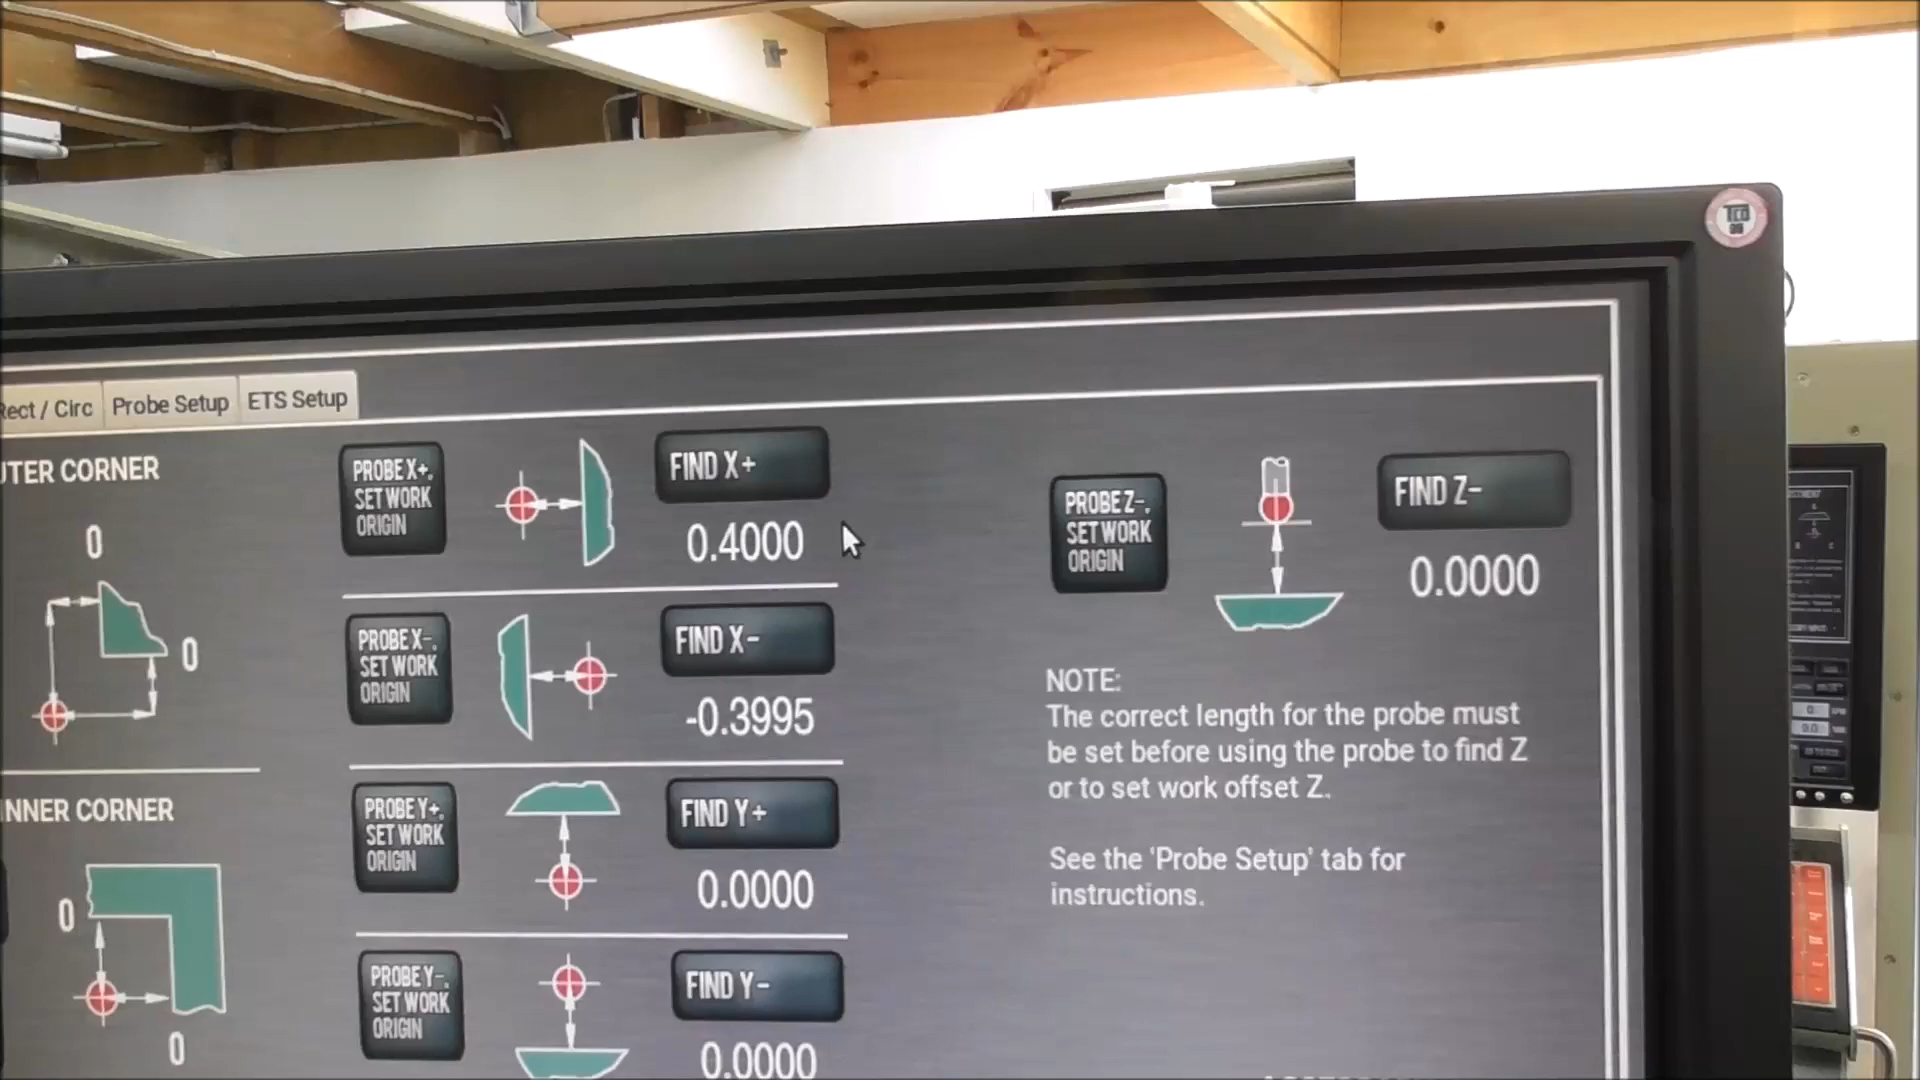 Rect / Circ
Probe Setup
ETS Setup
UTER CORNER
0
0
NNER CORNER
0
0
PROBE X+.
SET WORK
ORIGIN
FIND X+
0.4000
PROBE X-.
SET WORK
ORIGIN
FIND X-
-0.3995
PROBE Y+.
SET WORK
ORIGIN
FIND Y+
0.0000
PROBE Y-.
SET WORK
ORIGIN
FIND Y-
0.0000
PROBE Z-.
SET WORK
ORIGIN
FIND Z-
0.0000
NOTE:
The correct length for the probe must
be set before using the probe to find Z
or to set work offset Z.
See the 'Probe Setup' tab for
instructions.